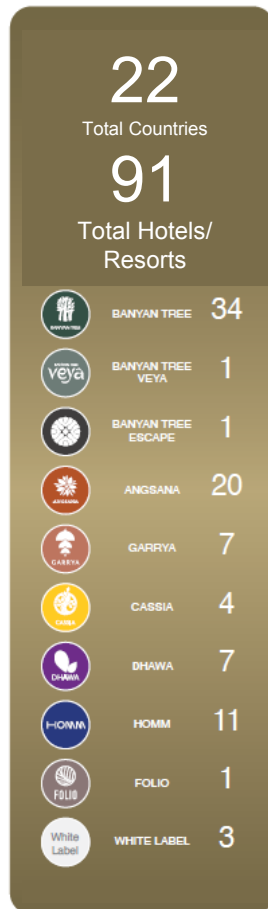 22
Total Countries
91
Total Hotels/
Resorts
BANYAN TREE
BANYAN TREE 34
BANYAN TREE
veya
BANYAN TREE
VEYA 1
BANYAN TREE
ESCAPE 1
ANGSANA
ANGSANA 20
GARRYA
GARRYA 7
CASSIA
CASSIA 4
DHAWA
DHAWA 7
HOMM
HOMM 11
FOLIO
FOLIO 1
White
Label
WHITE LABEL 3